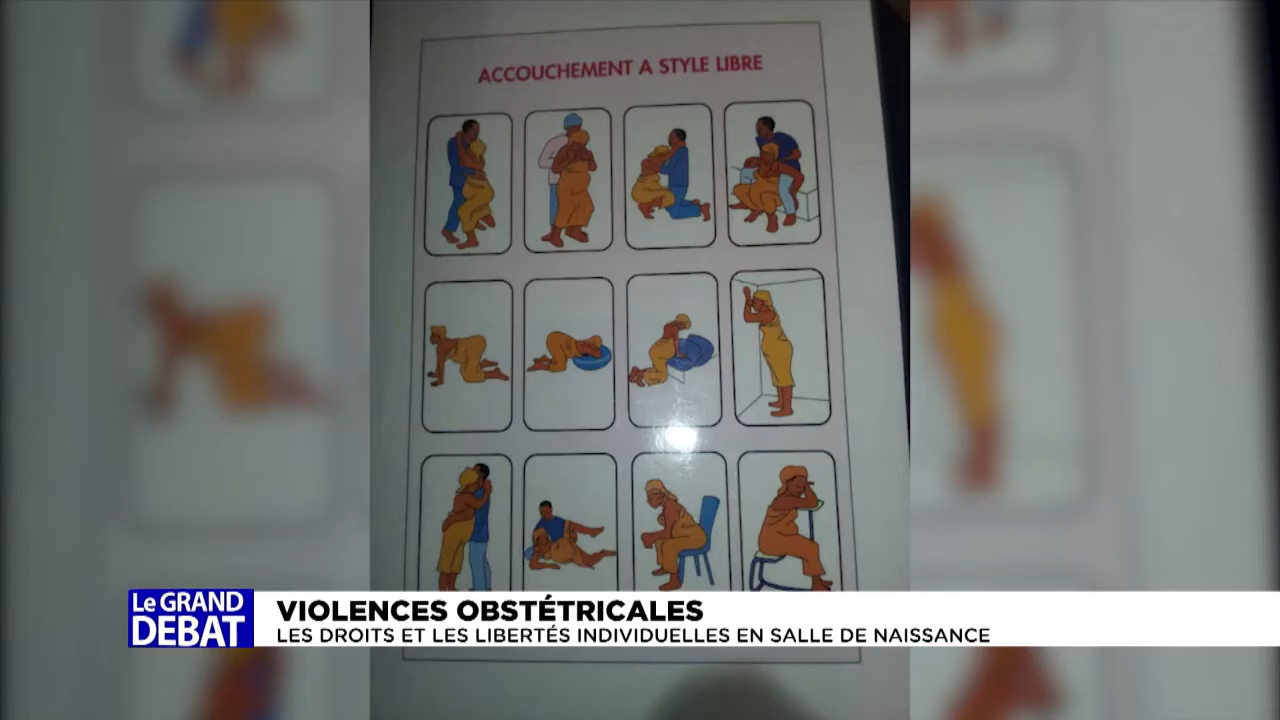 ACCOUCHEMENT A STYLE LIBRE
Le GRAND
DEBAT
VIOLENCES OBSTÉTRICALES
LES DROITS ET LES LIBERTÉS INDIVIDUELLES EN SALLE DE NAISSANCE